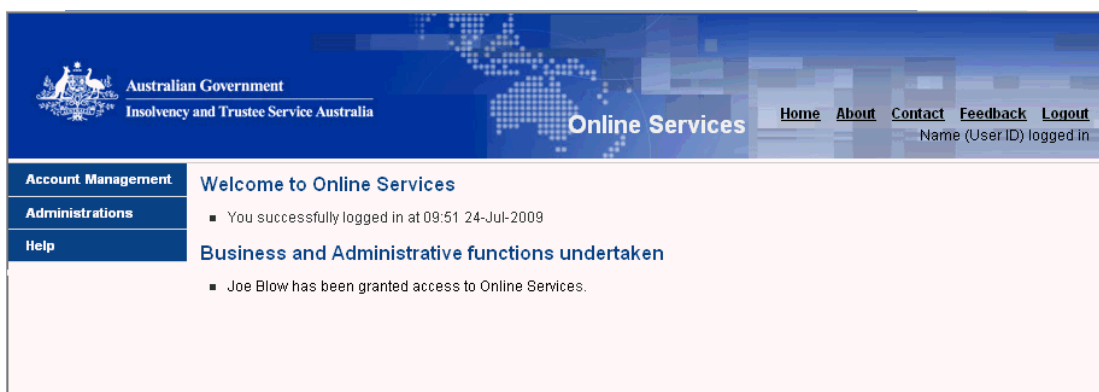 Australian Government
Insolvency and Trustee Service Australia
Online Services
Home About Contact Feedback Logout
Name (User ID) logged in
Account Management
Administrations
Help
Welcome to Online Services
You successfully logged in at 09:51 24-Jul-2009
Business and Administrative functions undertaken
Joe Blow has been granted access to Online Services.